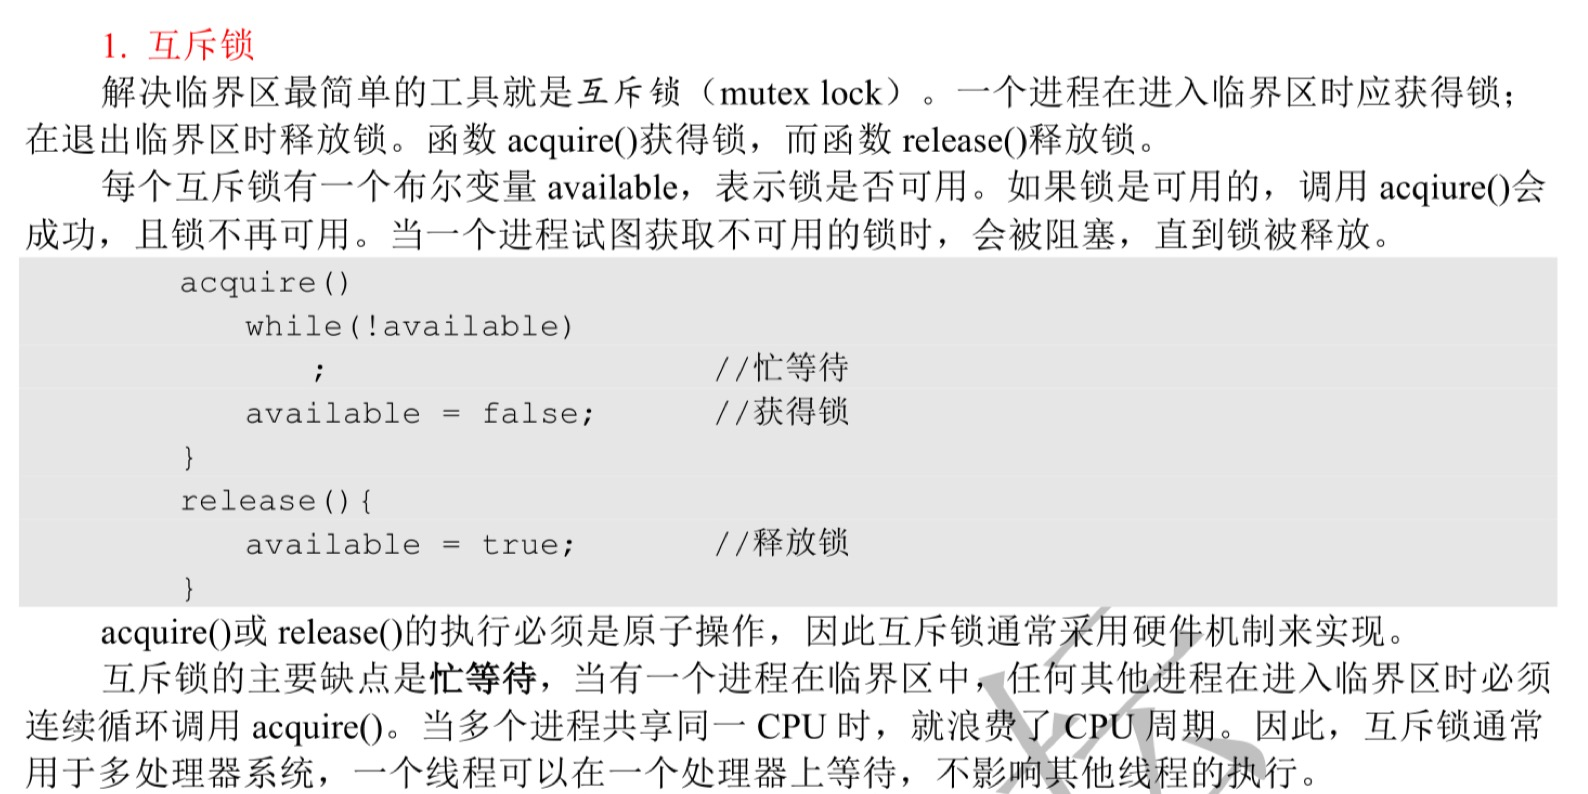 1. 互斥锁
解决临界区最简单的工具就是互斥锁（mutex lock）。一个进程在进入临界区时应获得锁；
在退出临界区时释放锁。函数 acquire()获得锁，而函数 release()释放锁。
每个互斥锁有一个布尔变量 available，表示锁是否可用。如果锁是可用的，调用 acqiure()会
成功，且锁不再可用。当一个进程试图获取不可用的锁时，会被阻塞，直到锁被释放。
acquire()
while(!available)
; //忙等待
available = false; //获得锁
}
release(){
available = true; //释放锁
}
acquire()或 release()的执行必须是原子操作，因此互斥锁通常采用硬件机制来实现。
互斥锁的主要缺点是忙等待，当有一个进程在临界区中，任何其他进程在进入临界区时必须
连续循环调用 acquire()。当多个进程共享同一 CPU 时，就浪费了 CPU 周期。因此，互斥锁通常
用于多处理器系统，一个线程可以在一个处理器上等待，不影响其他线程的执行。